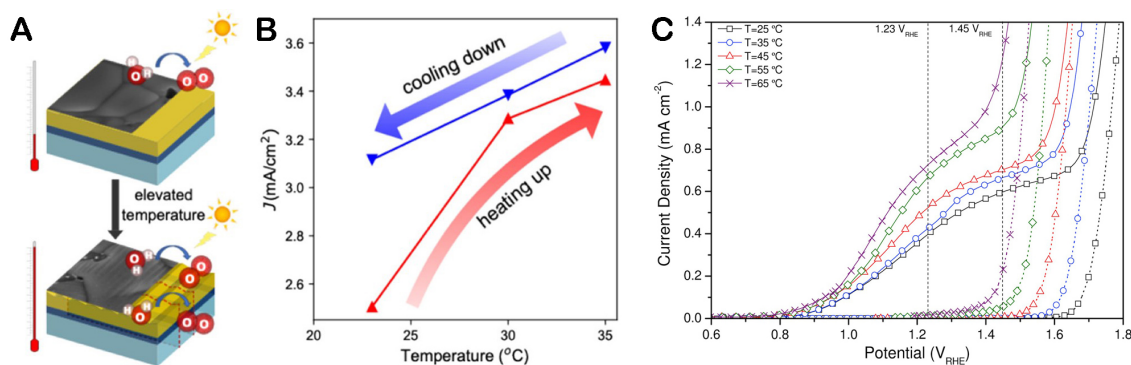 A
H
H
O
O
O
elevated
temperature
H
H
O
O
O
H
H
O
O
O
B
3.6
3.4
3.2
3.0
2.8
2.6
J (mA/cm²)
cooling down
heating up
20
25
30
35
Temperature (°C)
C
1.4
1.2
1.0
0.8
0.6
0.4
0.2
0.0
Current Density (mA cm⁻²)
T=25 °C
T=35 °C
T=45 °C
T=55 °C
T=65 °C
1.23 VRHE
1.45 VRHE
0.6
0.8
1.0
1.2
1.4
1.6
1.8
Potential (VRHE)